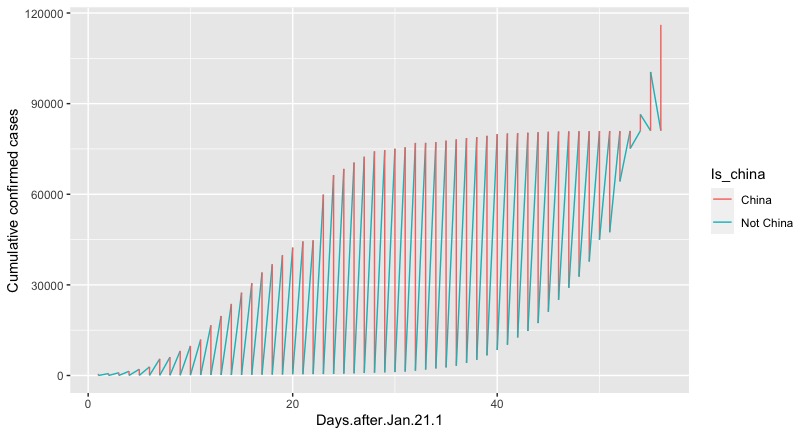 120000
90000
60000
30000
0
Cumulative confirmed cases
0
20
40
Days.after.Jan.21.1
Is_china
China
Not China